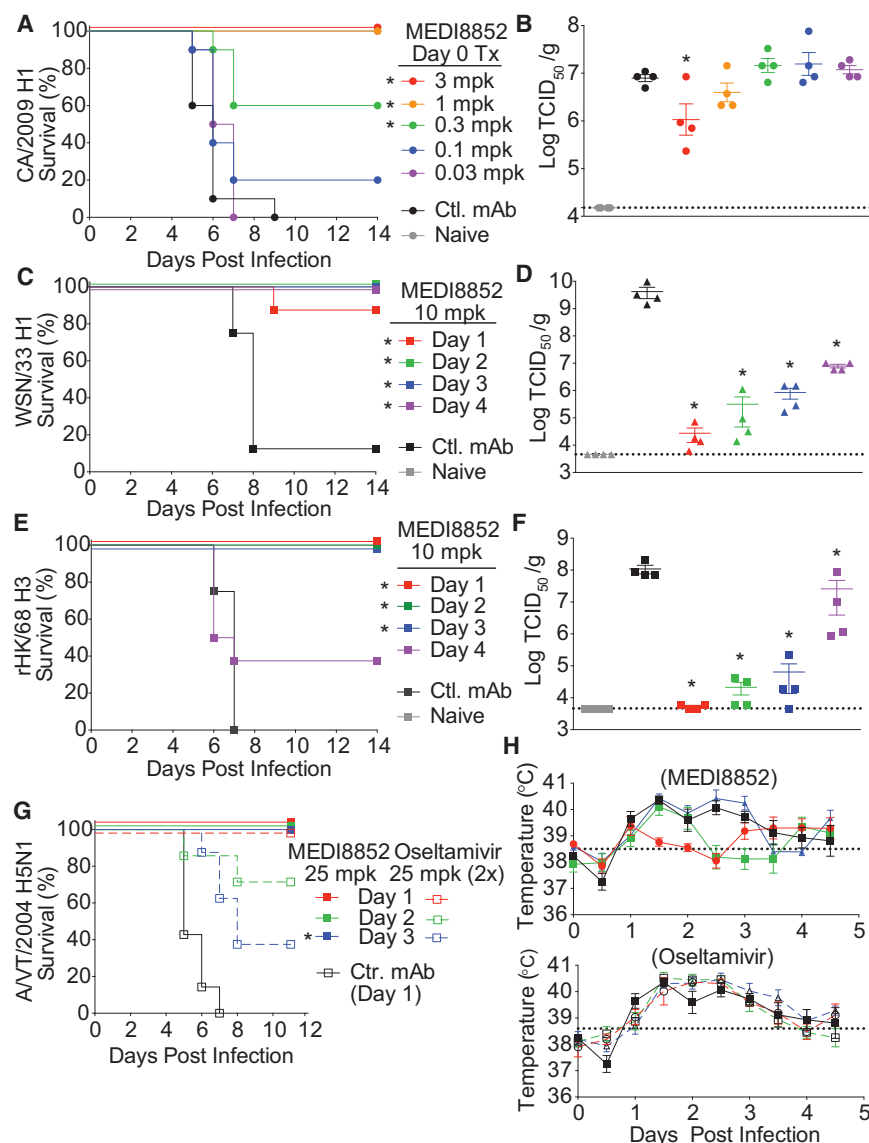 A
CA/2009 H1
Survival (%)
100
80
60
40
20
0
0 2 4 6 8 10 12 14
Days Post Infection
MEDI8852
Day 0 Tx
* 3 mpk
* 1 mpk
* 0.3 mpk
0.1 mpk
0.03 mpk
Ctl. mAb
Naive
B
Log TCID50/g
8
7
6
5
4
*
C
WSN/33 H1
Survival (%)
100
80
60
40
20
0
0 2 4 6 8 10 12 14
Days Post Infection
MEDI8852
10 mpk
* Day 1
* Day 2
* Day 3
* Day 4
Ctl. mAb
Naive
D
Log TCID50/g
10
9
8
7
6
5
4
3
* * * *
E
rHK/68 H3
Survival (%)
100
80
60
40
20
0
0 2 4 6 8 10 12 14
Days Post Infection
MEDI8852
10 mpk
* Day 1
* Day 2
* Day 3
Day 4
Ctl. mAb
Naive
F
Log TCID50/g
9
8
7
6
5
4
3
* * * *
G
A/VT/2004 H5N1
Survival (%)
100
80
60
40
20
0
0 2 4 6 8 10 12
Days Post Infection
MEDI8852 Oseltamivir
25 mpk 25 mpk (2x)
Day 1
Day 2
* Day 3
Ctr. mAb
(Day 1)
H
(MEDI8852)
Temperature (°C)
41
40
39
38
37
36
0 1 2 3 4 5
(Oseltamivir)
Temperature (°C)
41
40
39
38
37
36
0 1 2 3 4 5
Days Post Infection